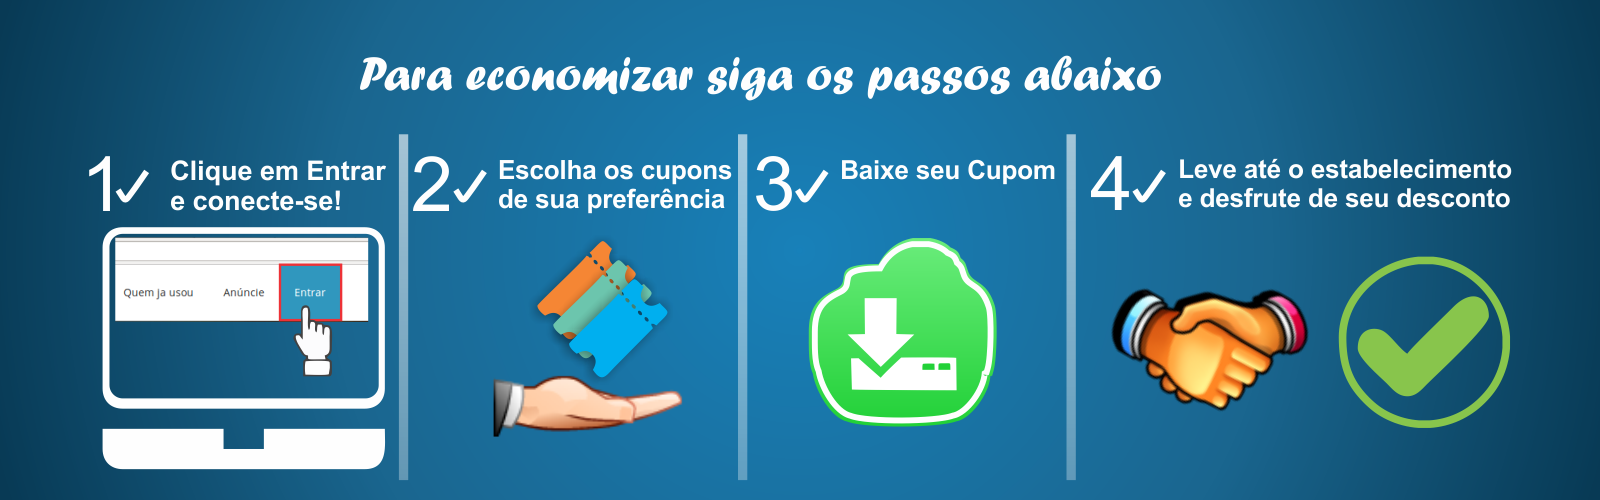 Para economizar siga os passos abaixo
1 Clique em Entrar
e conecte-se!
Quem ja usou Anúncie Entrar
2 Escolha os cupons
de sua preferência
3 Baixe seu Cupom
4 Leve até o estabelecimento
e desfrute de seu desconto